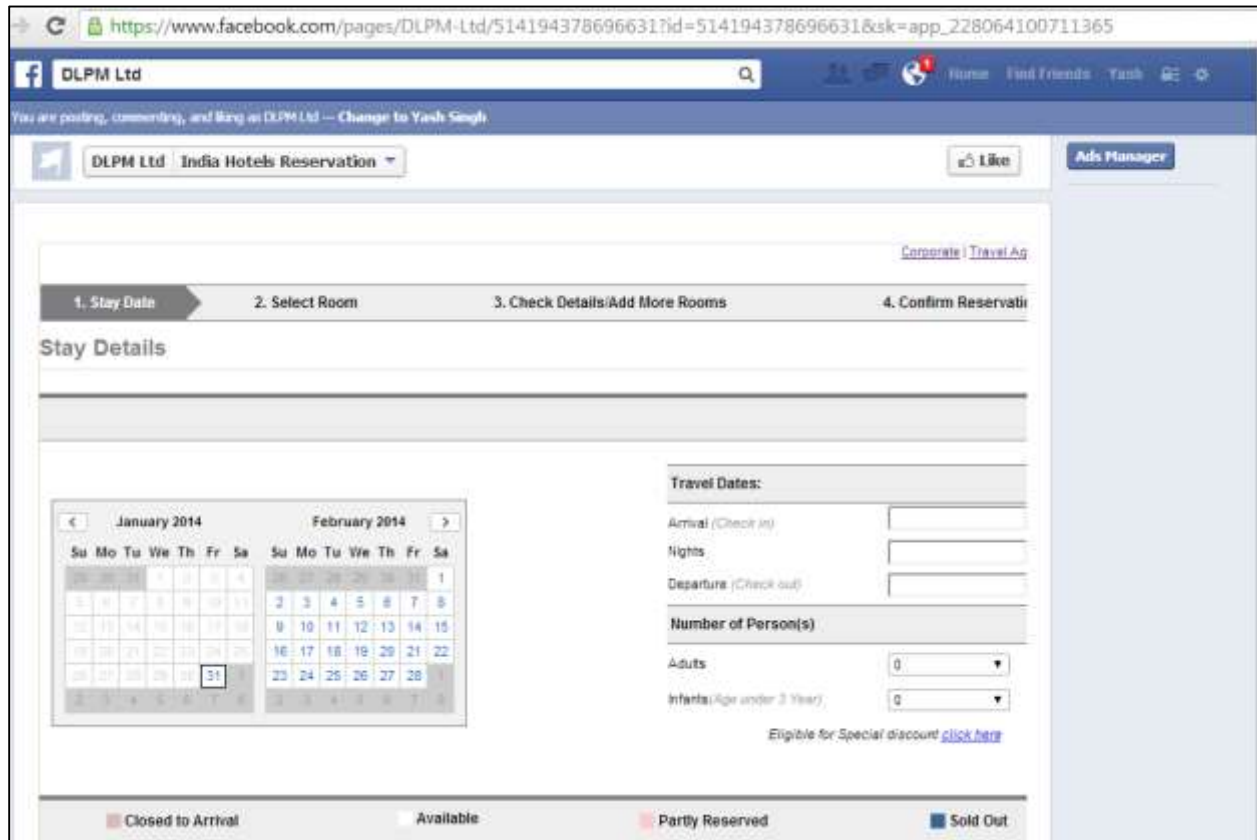 https://www.facebook.com/pages/DLPM-Ltd/514194378696631?id=514194378696631&sk=app_228064100711365
f DLPM Ltd 1 Home Find Friends Yash
You are posting, commenting, and liking as DLPM Ltd — Change to Yash Singh
DLPM Ltd India Hotels Reservation Like Ads Manager
Corporate | Travel Ag
1. Stay Date 2. Select Room 3. Check Details/Add More Rooms 4. Confirm Reservatio
Stay Details
Travel Dates:
< January 2014 February 2014 >
Arrival (Check in)
Su Mo Tu We Th Fr Sa Su Mo Tu We Th Fr Sa
Nights
1
Departure (Check out)
2 3 4 5 6 7 8
9 10 11 12 13 14 15
Number of Person(s)
16 17 18 19 20 21 22
31 23 24 25 26 27 28
Aduts 0
Infants(Age under 3 Year) 0
Eligible for Special discount click here
Closed to Arrival Available Partly Reserved Sold Out